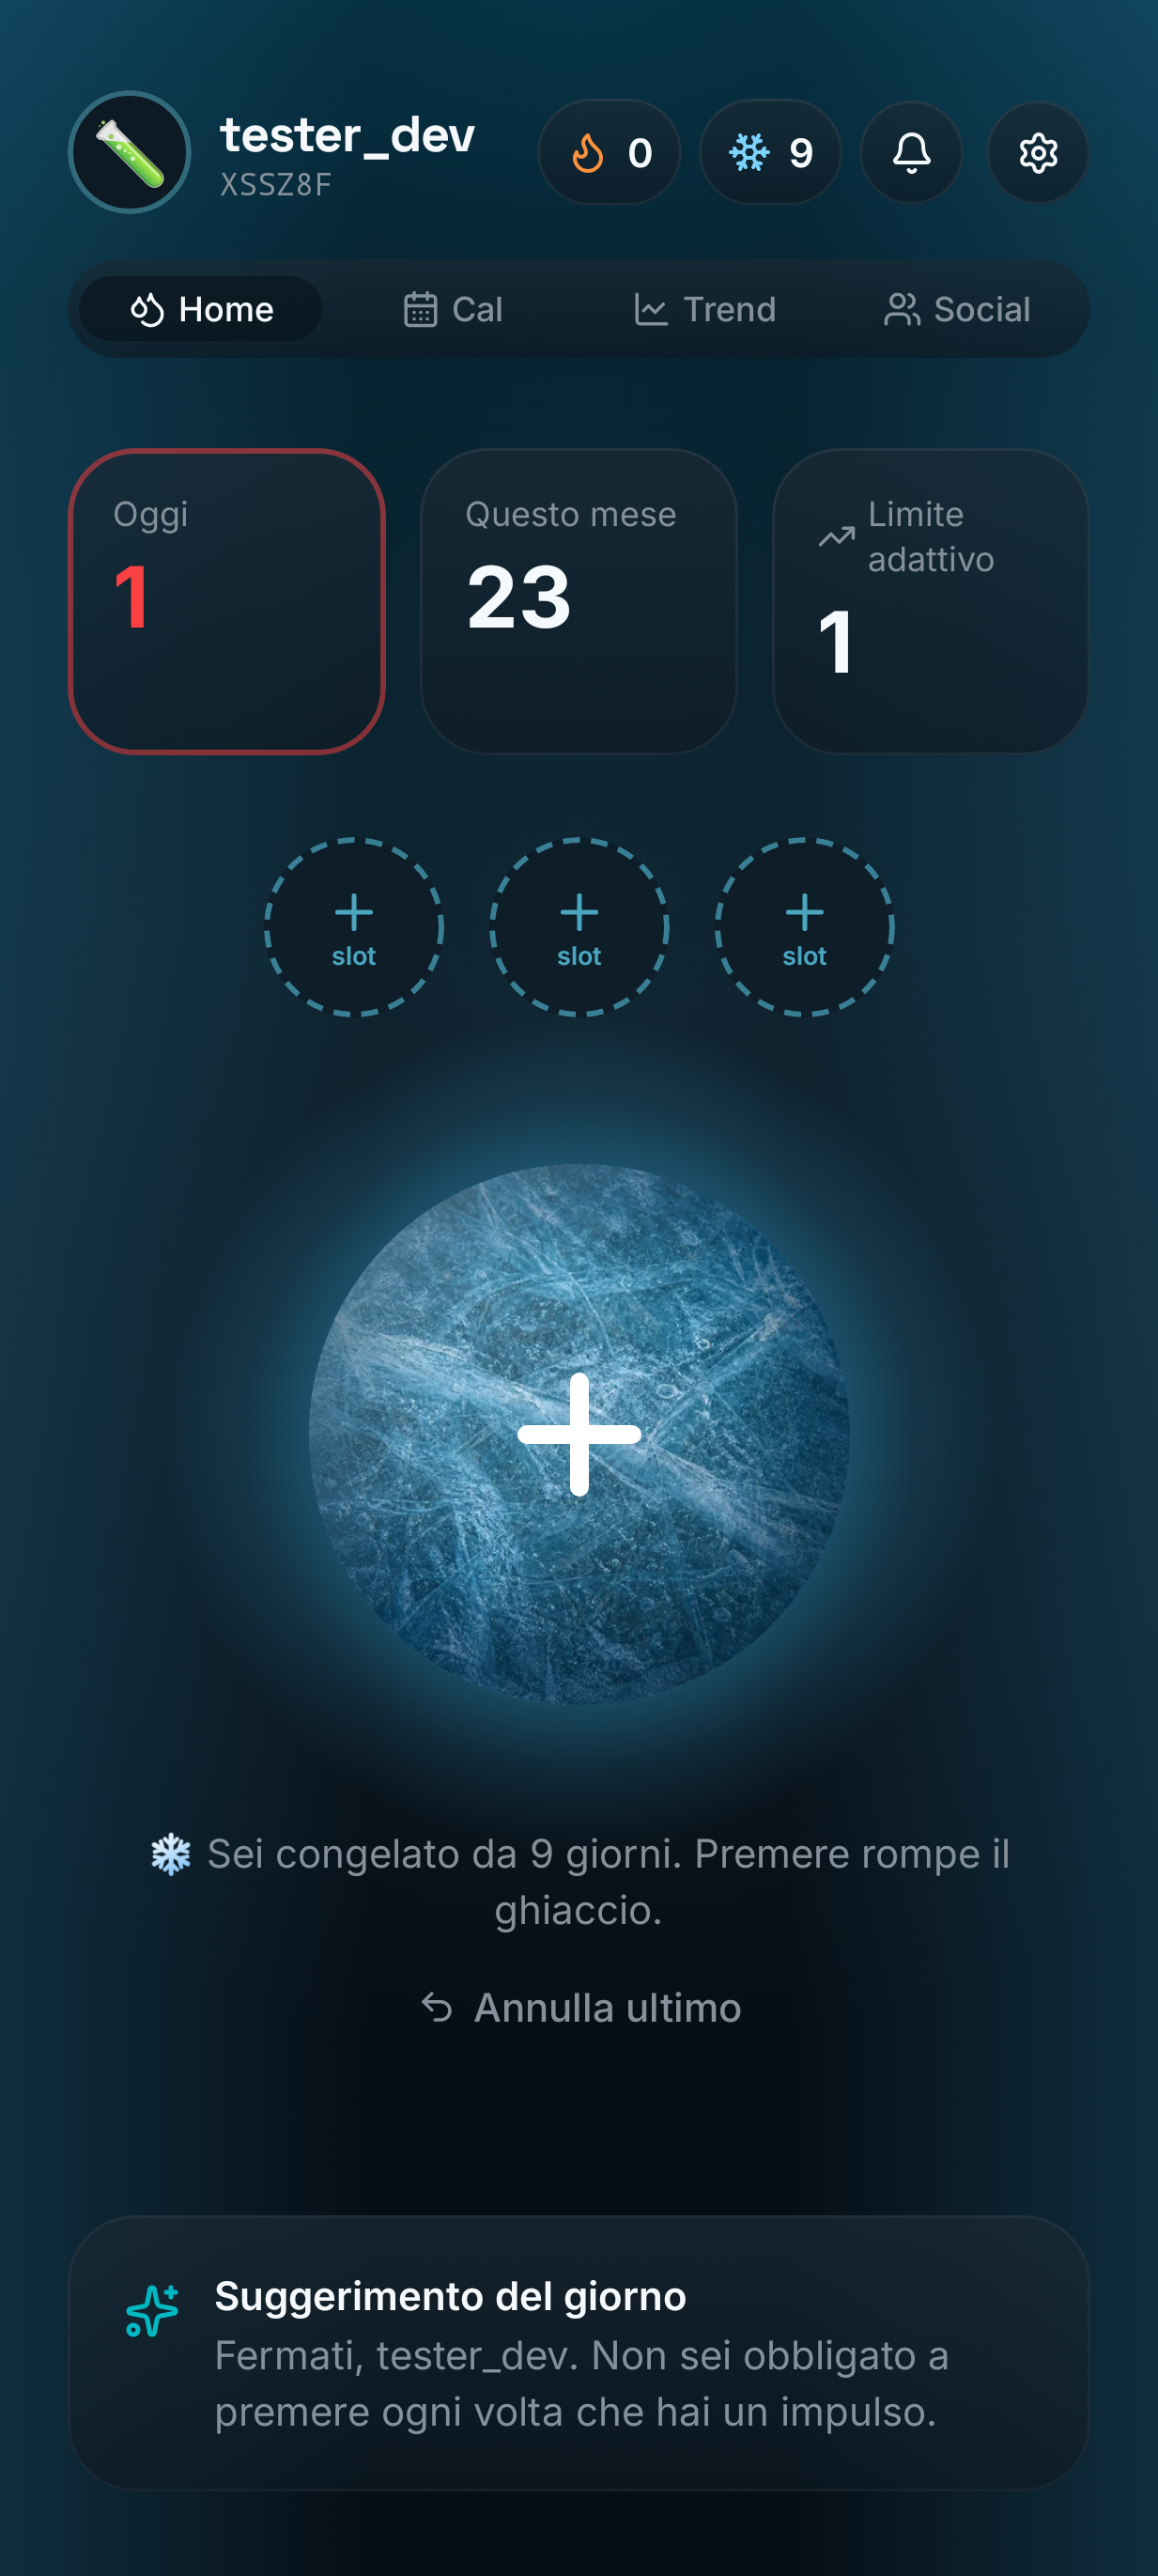 tester_dev
XSSZ8F
0
9
Home
Cal
Trend
Social
Oggi
1
Questo mese
23
Limite
adattivo
1
slot
slot
slot
Sei congelato da 9 giorni. Premere rompe il
ghiaccio.
Annulla ultimo
Suggerimento del giorno
Fermati, tester_dev. Non sei obbligato a
premere ogni volta che hai un impulso.